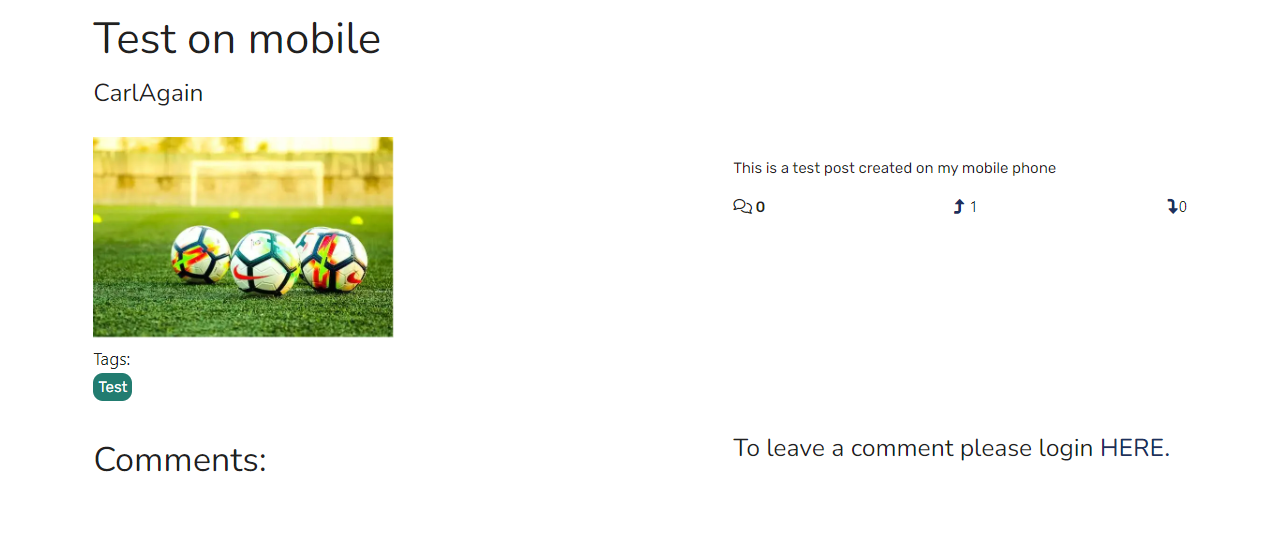 Test on mobile
CarlAgain
This is a test post created on my mobile phone
0 1 0
Tags:
Test
Comments:
To leave a comment please login HERE.